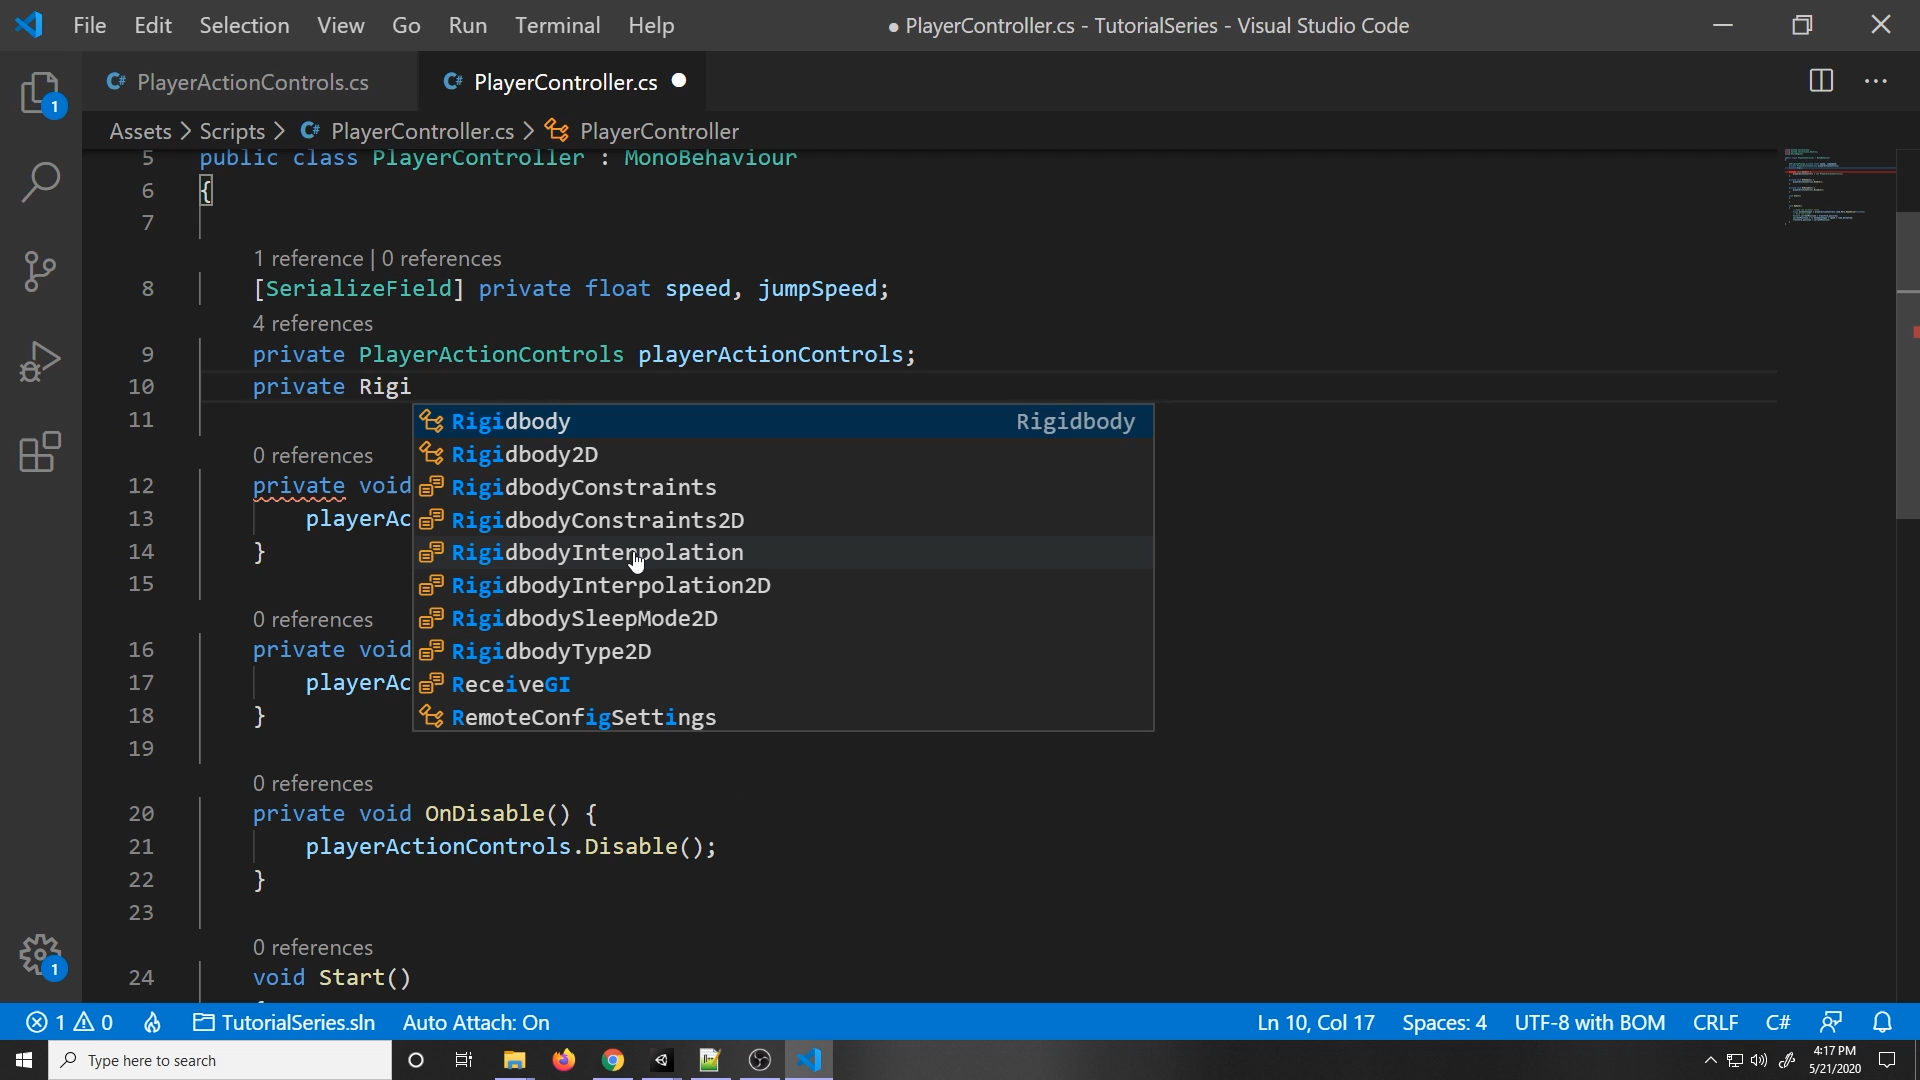 File Edit Selection View Go Run Terminal Help ● PlayerController.cs - TutorialSeries - Visual Studio Code
C# PlayerActionControls.cs C# PlayerController.cs
1
Assets > Scripts > C# PlayerController.cs > PlayerController
5 public class PlayerController : MonoBehaviour
6 {
7
1 reference | 0 references
8 [SerializeField] private float speed, jumpSpeed;
4 references
9 private PlayerActionControls playerActionControls;
10 private Rigi
11 Rigidbody Rigidbody
Rigidbody2D
0 references
12 private void RigidbodyConstraints
13 playerAc RigidbodyConstraints2D
14 } RigidbodyInterpolation
15 RigidbodyInterpolation2D
0 references RigidbodySleepMode2D
16 private void RigidbodyType2D
17 playerAc ReceiveGI
18 } RemoteConfigSettings
19
0 references
20 private void OnDisable() {
21 playerActionControls.Disable();
22 }
23
0 references
1
24 void Start()
1 0 TutorialSeries.sln Auto Attach: On Ln 10, Col 17 Spaces: 4 UTF-8 with BOM CRLF C#
Type here to search 4:17 PM
5/21/2020